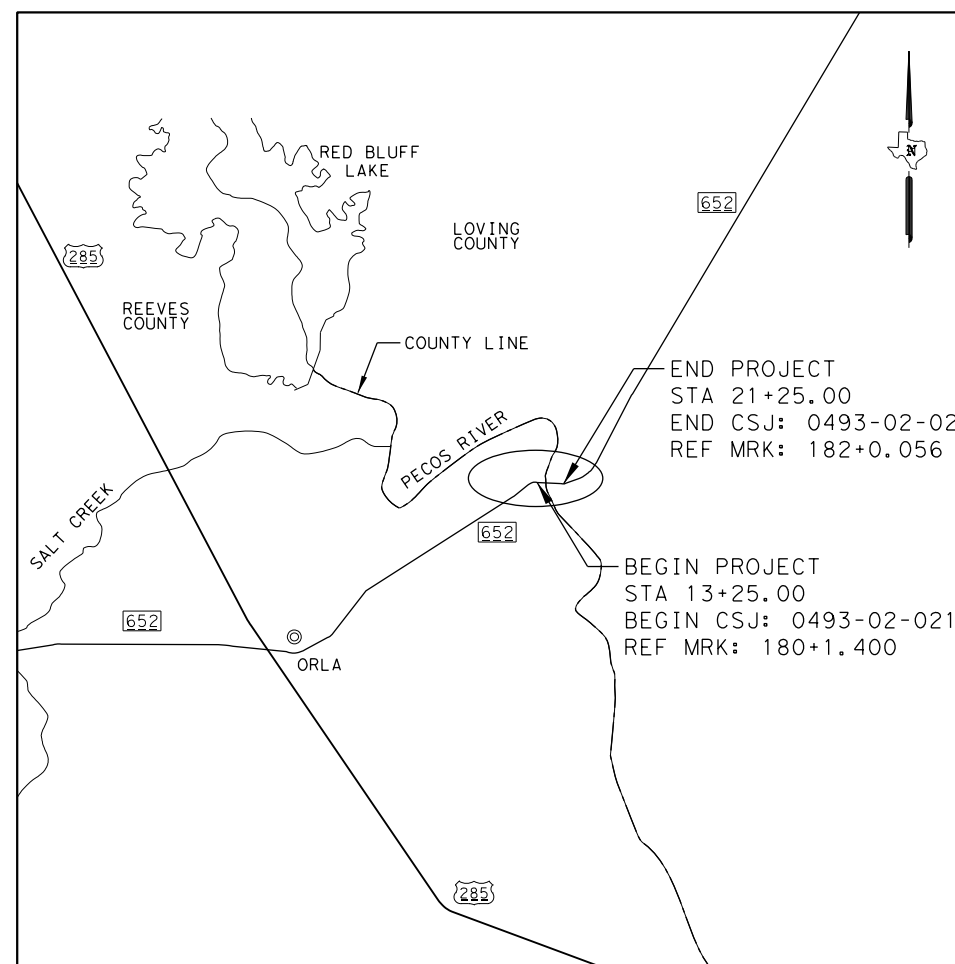 RED BLUFF
LAKE
N
652
LOVING
COUNTY
285
REEVES
COUNTY
COUNTY LINE
END PROJECT
STA 21+25.00
END CSJ: 0493-02-02
REF MRK: 182+0.056
PECOS RIVER
SALT CREEK
652
BEGIN PROJECT
STA 13+25.00
BEGIN CSJ: 0493-02-021
REF MRK: 180+1.400
652
ORLA
285